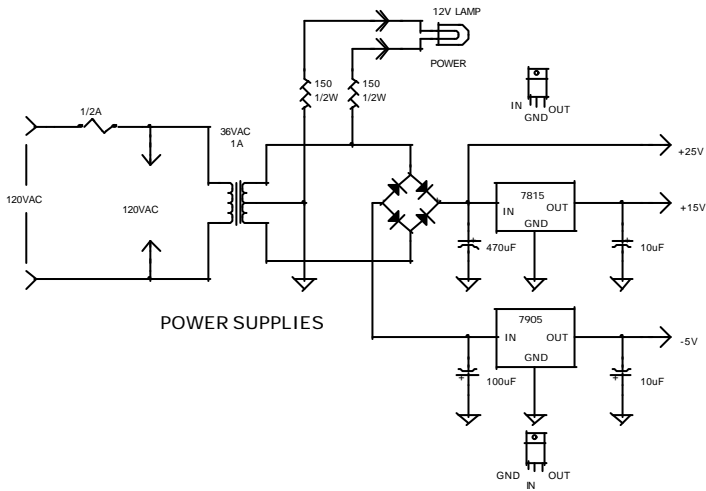 12V LAMP
POWER
150
1/2W
150
1/2W
IN
OUT
GND
1/2A
36VAC
1A
120VAC
120VAC
+25V
7815
IN
OUT
GND
+15V
470uF
10uF
POWER SUPPLIES
7905
IN
OUT
GND
-5V
+
100uF
+
10uF
GND
OUT
IN